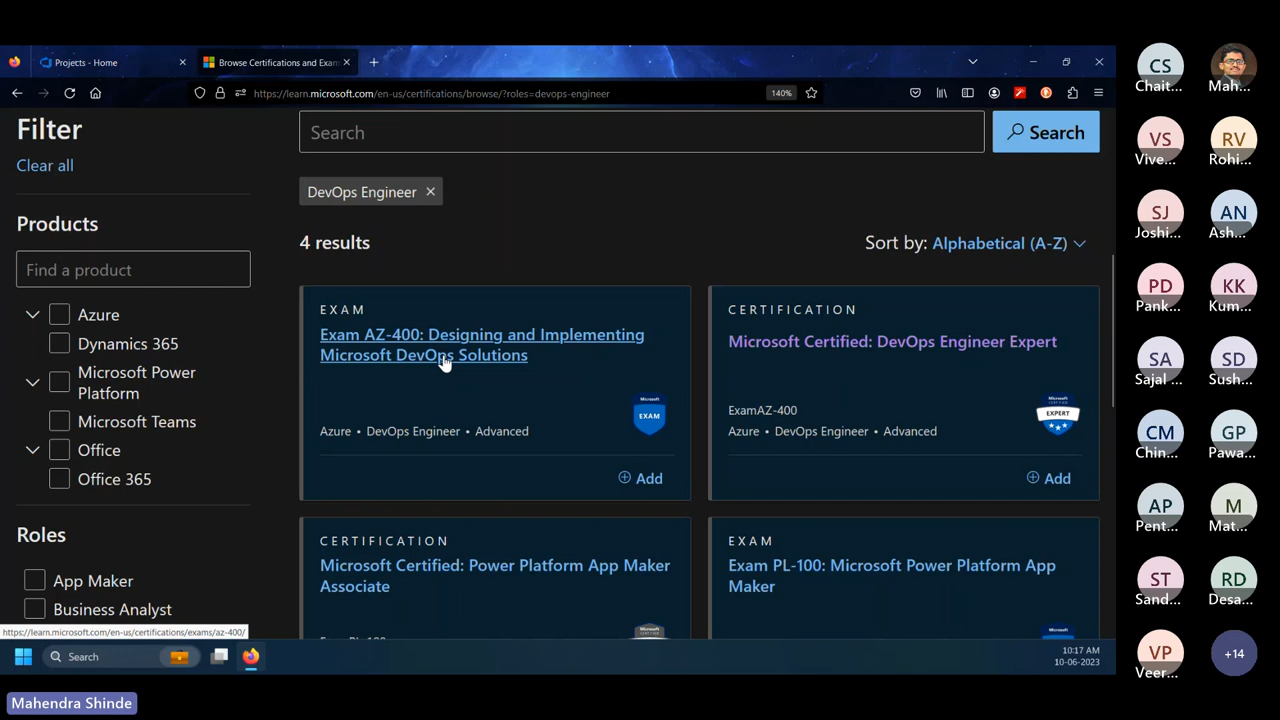 Projects - Home
Browse Certifications and Exam
https://learn.microsoft.com/en-us/certifications/browse/?roles=devops-engineer
140%
Filter
Clear all
Products
Find a product
Azure
Dynamics 365
Microsoft Power
Platform
Microsoft Teams
Office
Office 365
Roles
App Maker
Business Analyst
https://learn.microsoft.com/en-us/certifications/exams/az-400/
Search
Search
DevOps Engineer
4 results
Sort by: Alphabetical (A-Z)
EXAM
Exam AZ-400: Designing and Implementing
Microsoft DevOps Solutions
Microsoft
EXAM
Azure • DevOps Engineer • Advanced
Add
CERTIFICATION
Microsoft Certified: DevOps Engineer Expert
ExamAZ-400
Azure • DevOps Engineer • Advanced
EXPERT
Add
CERTIFICATION
Microsoft Certified: Power Platform App Maker
Associate
EXAM
Exam PL-100: Microsoft Power Platform App
Maker
Search
10:17 AM
10-06-2023
Mahendra Shinde
CS
Chait...
Mah...
VS
Vive...
RV
Rohi...
SJ
Joshi...
AN
Ash...
PD
Pank...
KK
Kum...
SA
Sajal ...
SD
Sush...
CM
Chin...
GP
Pawa...
AP
Pent...
M
Mat...
ST
Sand...
RD
Desa...
VP
Veer...
+14